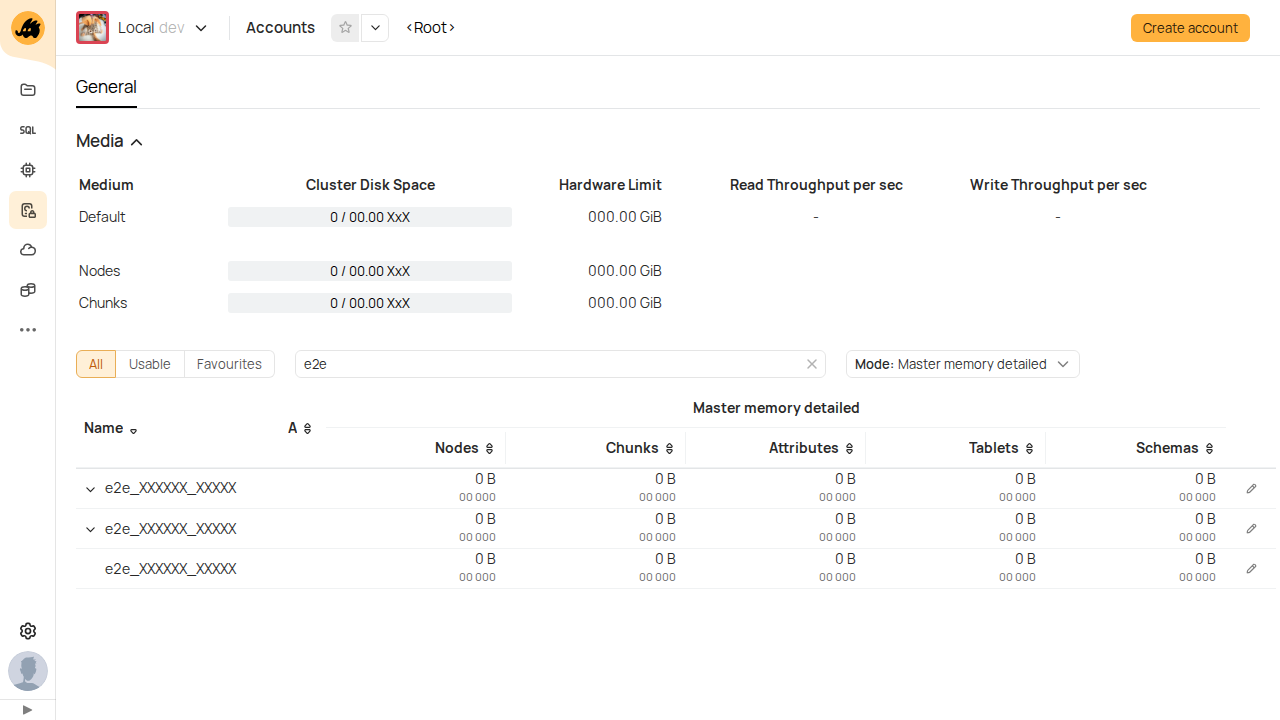 Local dev
Accounts
<Root>
Create account
SQL
General
Media
Medium Cluster Disk Space Hardware Limit Read Throughput per sec Write Throughput per sec
Default 0 / 00.00 XxX 000.00 GiB - -
Nodes 0 / 00.00 XxX 000.00 GiB
Chunks 0 / 00.00 XxX 000.00 GiB
All Usable Favourites e2e Mode: Master memory detailed
Master memory detailed
Name A
Nodes Chunks Attributes Tablets Schemas
0 B 0 B 0 B 0 B 0 B
e2e_XXXXXX_XXXXX
00 000 00 000 00 000 00 000 00 000
0 B 0 B 0 B 0 B 0 B
e2e_XXXXXX_XXXXX
00 000 00 000 00 000 00 000 00 000
0 B 0 B 0 B 0 B 0 B
e2e_XXXXXX_XXXXX
00 000 00 000 00 000 00 000 00 000